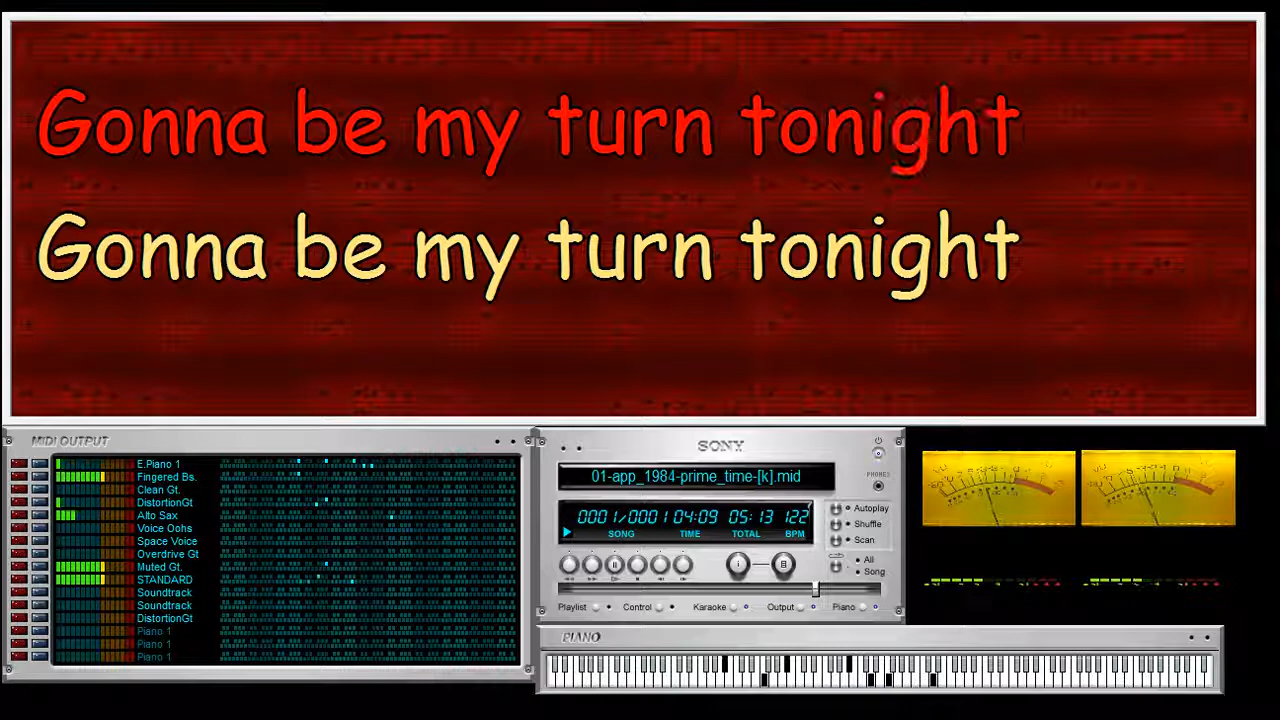 Gonna be my turn tonight
Gonna be my turn tonight
MIDI OUTPUT
E.Piano 1
Fingered Bs.
Clean Gt.
DistortionGt
Alto Sax
Voice Oohs
Space Voice
Overdrive Gt
Muted Gt.
STANDARD
Soundtrack
Soundtrack
DistortionGt
Piano 1
Piano 1
Piano 1
SONY
PHONES
01-app_1984-prime_time-[k].mid
0001/0001 04:09 05:13 122
SONG TIME TOTAL BPM
Autoplay
Shuffle
Scan
All
Song
Playlist Control Karaoke Output Piano
PIANO